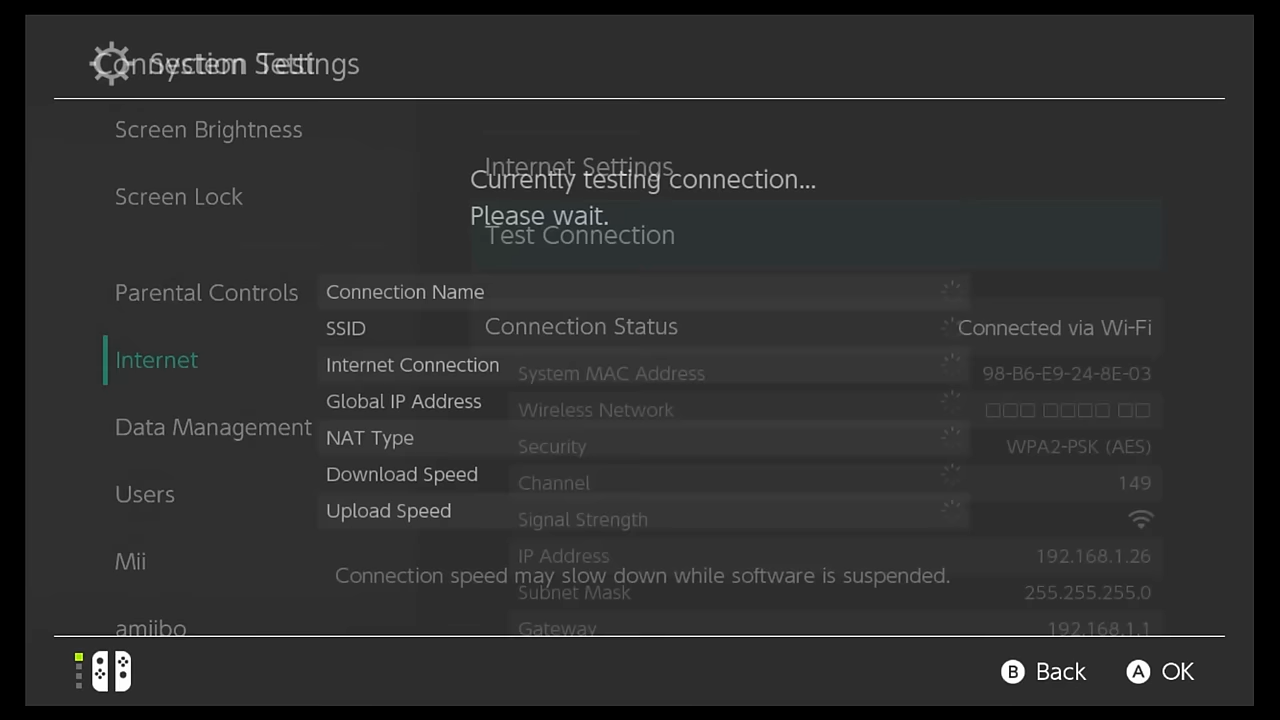 System Settings
Connection Test
Screen Brightness
Screen Lock
Parental Controls
Internet
Data Management
Users
Mii
amiibo
Internet Settings
Test Connection
Connection Status Connected via Wi-Fi
System MAC Address 98-B6-E9-24-8E-03
Wireless Network □□□ □□□□ □□
Security WPA2-PSK (AES)
Channel 149
Signal Strength
IP Address 192.168.1.26
Subnet Mask 255.255.255.0
Gateway 192.168.1.1
Currently testing connection...
Please wait.
Connection Name
SSID
Internet Connection
Global IP Address
NAT Type
Download Speed
Upload Speed
Connection speed may slow down while software is suspended.
B Back A OK